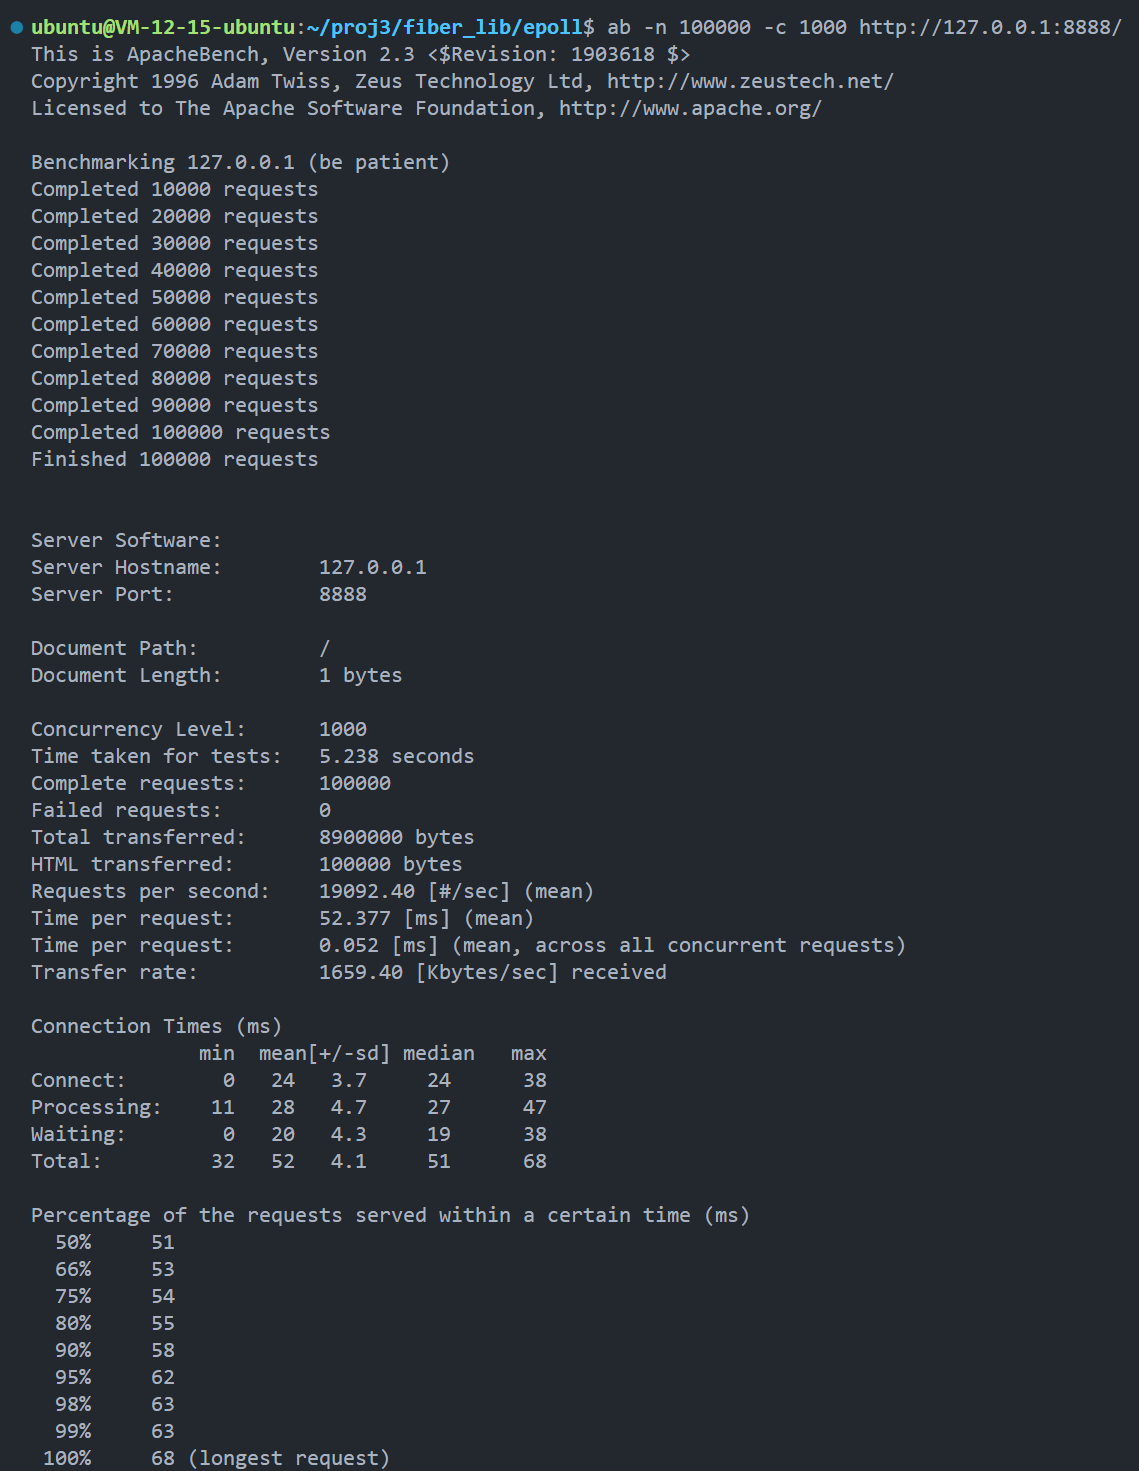 ubuntu@VM-12-15-ubuntu:~/proj3/fiber_lib/epoll$ ab -n 100000 -c 1000 http://127.0.0.1:8888/
This is ApacheBench, Version 2.3 <$Revision: 1903618 $>
Copyright 1996 Adam Twiss, Zeus Technology Ltd, http://www.zeustech.net/
Licensed to The Apache Software Foundation, http://www.apache.org/

Benchmarking 127.0.0.1 (be patient)
Completed 10000 requests
Completed 20000 requests
Completed 30000 requests
Completed 40000 requests
Completed 50000 requests
Completed 60000 requests
Completed 70000 requests
Completed 80000 requests
Completed 90000 requests
Completed 100000 requests
Finished 100000 requests


Server Software:
Server Hostname:        127.0.0.1
Server Port:            8888

Document Path:          /
Document Length:        1 bytes

Concurrency Level:      1000
Time taken for tests:   5.238 seconds
Complete requests:      100000
Failed requests:        0
Total transferred:      8900000 bytes
HTML transferred:       100000 bytes
Requests per second:    19092.40 [#/sec] (mean)
Time per request:       52.377 [ms] (mean)
Time per request:       0.052 [ms] (mean, across all concurrent requests)
Transfer rate:          1659.40 [Kbytes/sec] received

Connection Times (ms)
              min  mean[+/-sd] median   max
Connect:        0   24   3.7     24      38
Processing:    11   28   4.7     27      47
Waiting:        0   20   4.3     19      38
Total:         32   52   4.1     51      68

Percentage of the requests served within a certain time (ms)
  50%     51
  66%     53
  75%     54
  80%     55
  90%     58
  95%     62
  98%     63
  99%     63
 100%     68 (longest request)